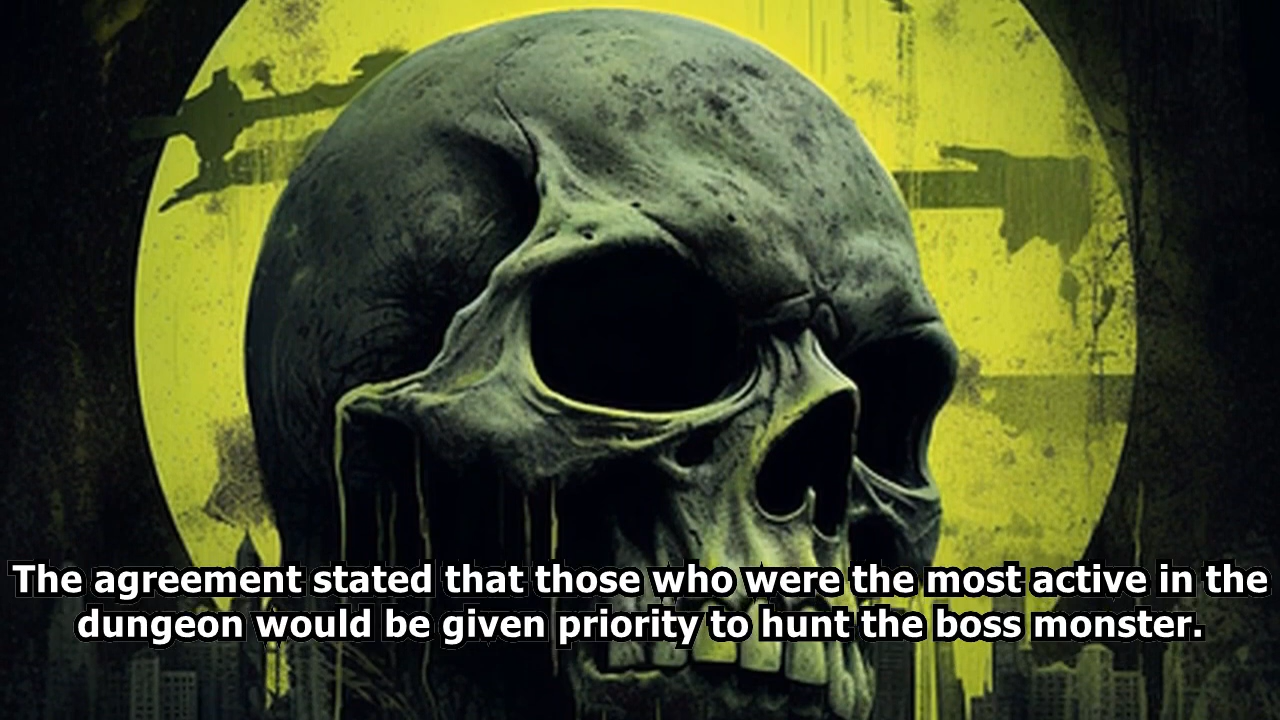 The agreement stated that those who were the most active in the
dungeon would be given priority to hunt the boss monster.